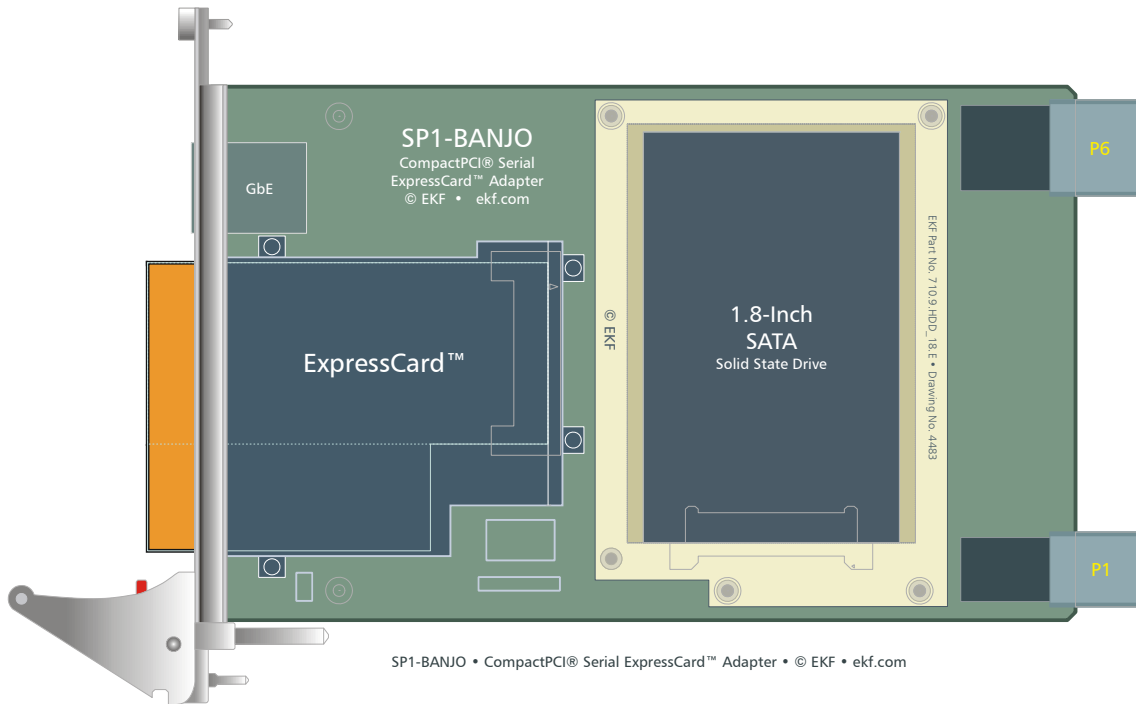 SP1-BANJO
CompactPCI® Serial
ExpressCard™ Adapter
© EKF • ekf.com
GbE
P6
ExpressCard™
© EKF
1.8-Inch
SATA
Solid State Drive
EKF Part No. 710.9.HDD_18.E • Drawing No. 4483
P1
SP1-BANJO • CompactPCI® Serial ExpressCard™ Adapter • © EKF • ekf.com